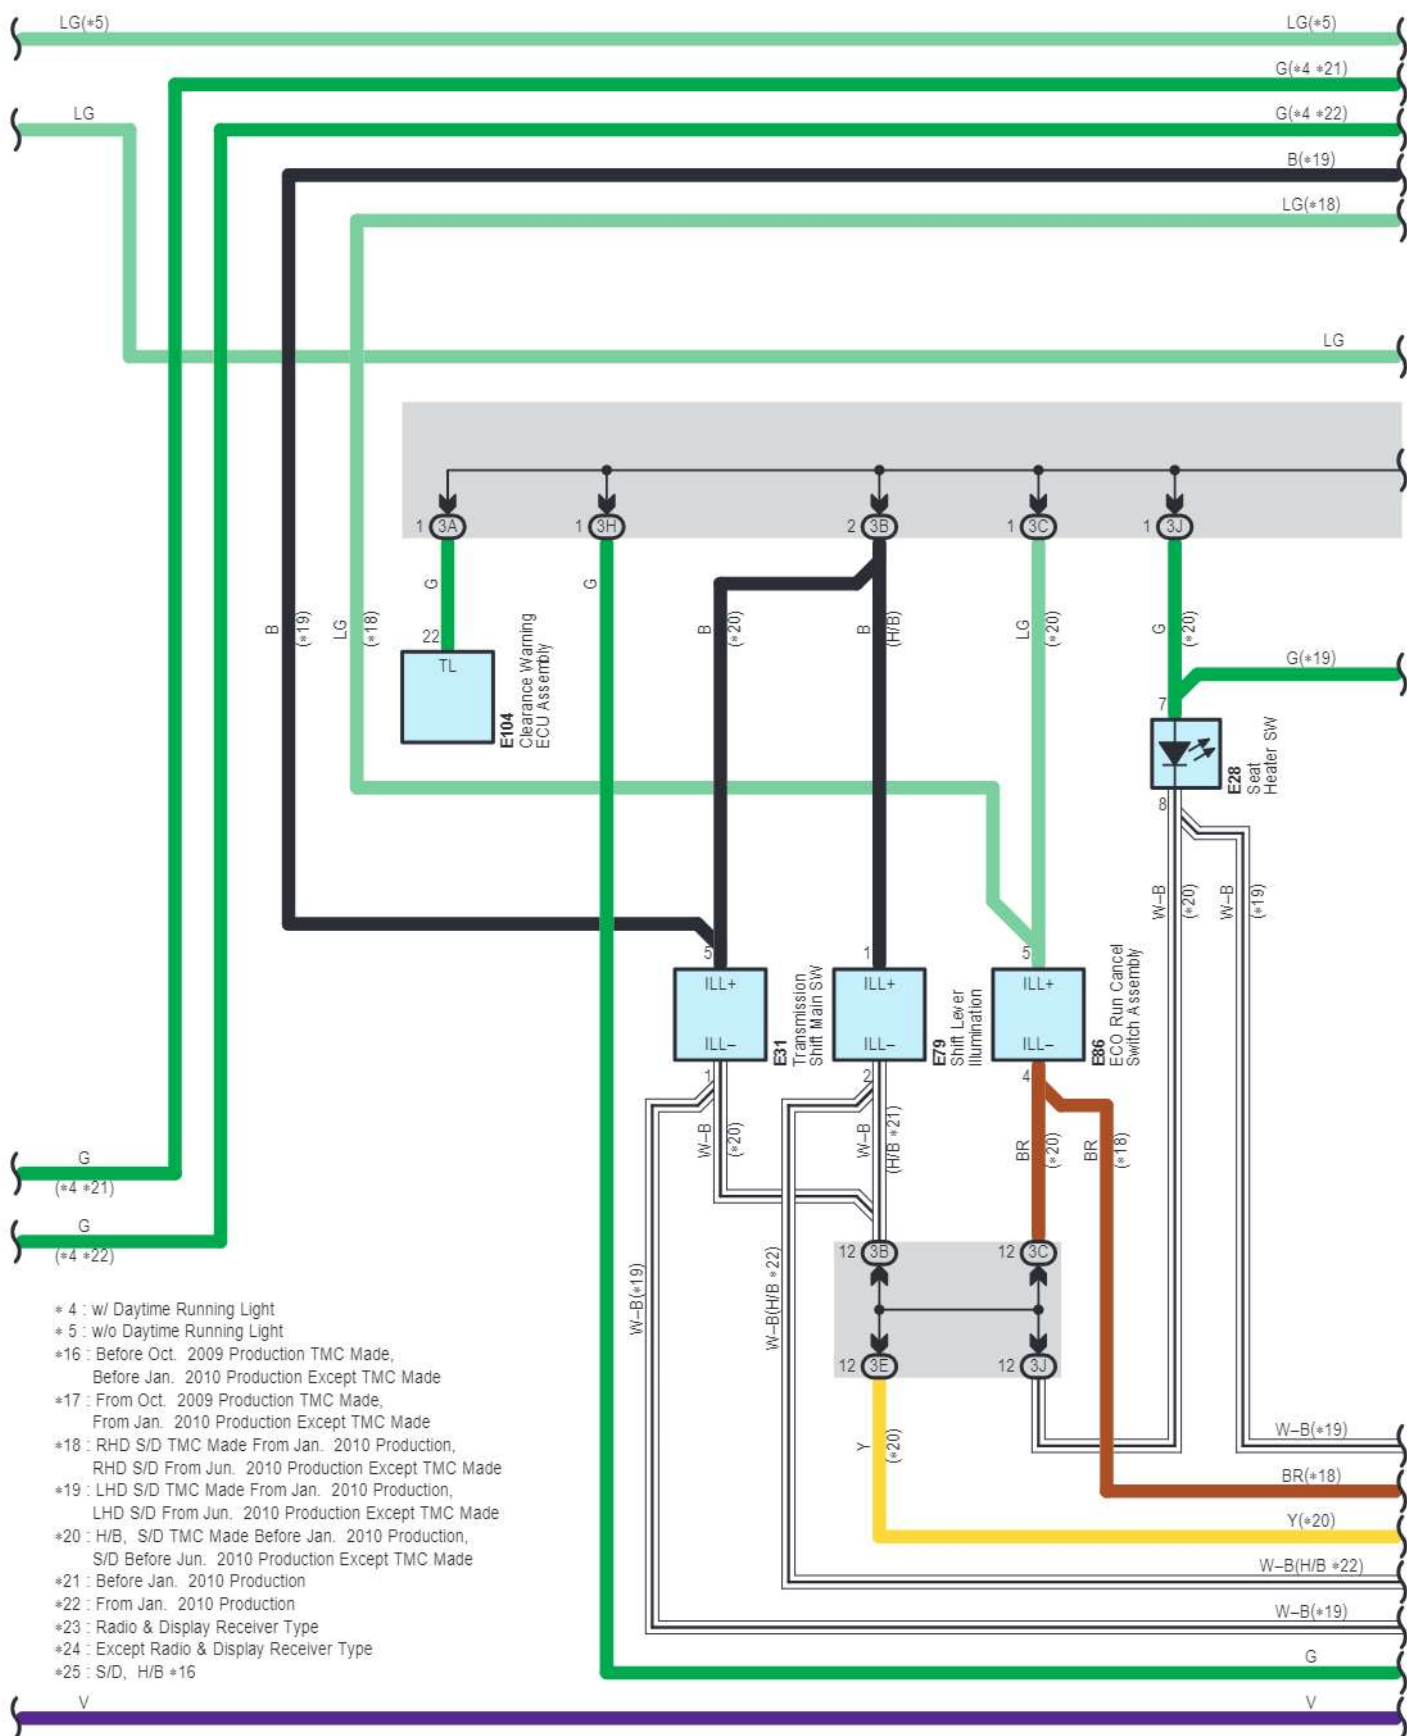 LG(*5)
LG(*5)
G(*4 *21)
LG
G(*4 *22)
B(*19)
LG(*18)
LG
1 3A
1 3H
2 3B
1 3C
1 3J
G
G
B
(*19)
LG
(*18)
B
(*20)
B
(H/B)
LG
(*20)
G
(*20)
22
TL
E104
Clearance Warning
ECU Assembly
G(*19)
7
E28
Seat
Heater SW
8
W-B
(*20)
W-B
(*19)
5
ILL+
ILL-
1
E31
Transmission
Shift Main SW
1
ILL+
ILL-
2
E79
Shift Lever
Illumination
5
ILL+
ILL-
4
E86
ECO Run Cancel
Switch Assembly
W-B
(*20)
W-B
(H/B *21)
BR
(*20)
BR
(*18)
G
(*4 *21)
G
(*4 *22)
12 3B
12 3C
W-B(*19)
W-B(H/B *22)
12 3E
12 3J
Y
(*20)
* 4 : w/ Daytime Running Light
* 5 : w/o Daytime Running Light
*16 : Before Oct. 2009 Production TMC Made,
Before Jan. 2010 Production Except TMC Made
*17 : From Oct. 2009 Production TMC Made,
From Jan. 2010 Production Except TMC Made
*18 : RHD S/D TMC Made From Jan. 2010 Production,
RHD S/D From Jun. 2010 Production Except TMC Made
*19 : LHD S/D TMC Made From Jan. 2010 Production,
LHD S/D From Jun. 2010 Production Except TMC Made
*20 : H/B, S/D TMC Made Before Jan. 2010 Production,
S/D Before Jun. 2010 Production Except TMC Made
*21 : Before Jan. 2010 Production
*22 : From Jan. 2010 Production
*23 : Radio & Display Receiver Type
*24 : Except Radio & Display Receiver Type
*25 : S/D, H/B *16
W-B(*19)
BR(*18)
Y(*20)
W-B(H/B *22)
W-B(*19)
G
V
V